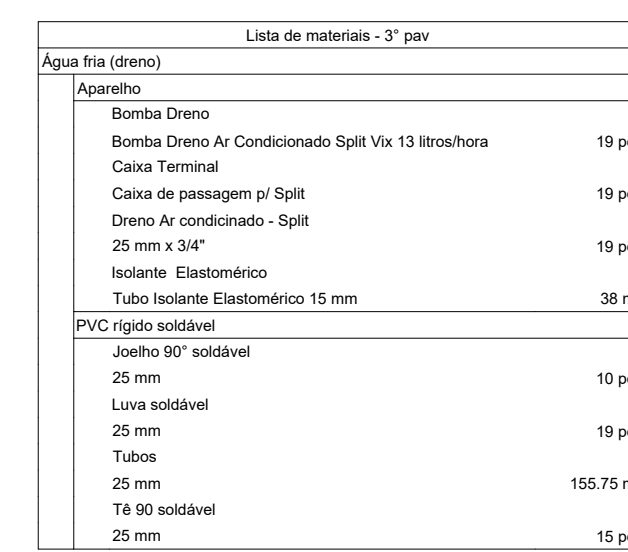 Lista de materiais - 3° pav
Água fria (dreno)
Aparelho
Bomba Dreno
Bomba Dreno Ar Condicionado Split Vix 13 litros/hora 19
Caixa Terminal
Caixa de passagem p/ Split 19
Dreno Ar condicinado - Split
25 mm x 3/4" 19
Isolante Elastomérico
Tubo Isolante Elastomérico 15 mm 38
PVC rígido soldável
Joelho 90° soldável
25 mm 10
Luva soldável
25 mm 19
Tubos
25 mm 155.75
Tê 90 soldável
25 mm 15